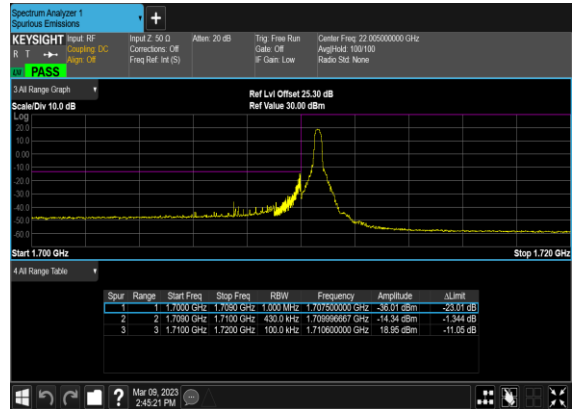 Spectrum Analyzer 1
Spurious Emissions
+
KEYSIGHT Input: RF Input Z: 50 Ω Atten: 20 dB Trig: Free Run Center Freq: 22.005000000 GHz
R T Coupling: DC Corrections: Off Gate: Off Avg|Hold: 100/100
Align: Off Freq Ref: Int (S) IF Gain: Low Radio Std: None
PASS
3 All Range Graph
Ref Lvl Offset 25.30 dB
Scale/Div 10.0 dB Ref Value 30.00 dBm
Log
20.0
10.0
0.00
-10.0
-20.0
-30.0
-40.0
-50.0
-60.0
Start 1.700 GHz Stop 1.720 GHz
4 All Range Table
Spur Range Start Freq Stop Freq RBW Frequency Amplitude ΔLimit
1 1 1.7000 GHz 1.7090 GHz 1.000 MHz 1.707500000 GHz -36.01 dBm -23.01 dB
2 2 1.7090 GHz 1.7100 GHz 430.0 kHz 1.709996667 GHz -14.34 dBm -1.344 dB
3 3 1.7100 GHz 1.7200 GHz 100.0 kHz 1.710600000 GHz 18.95 dBm -11.05 dB
? Mar 09, 2023
2:45:21 PM